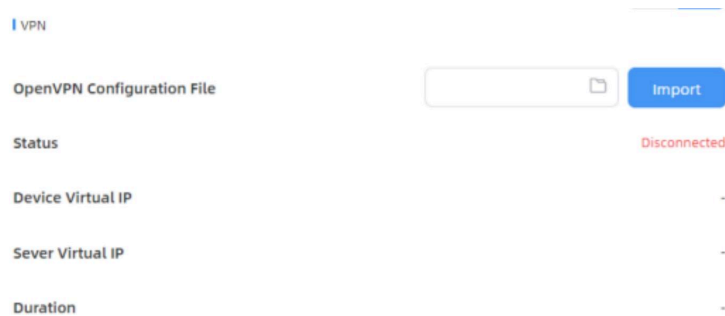 VPN
OpenVPN Configuration File Import
Status Disconnected
Device Virtual IP -
Sever Virtual IP -
Duration -